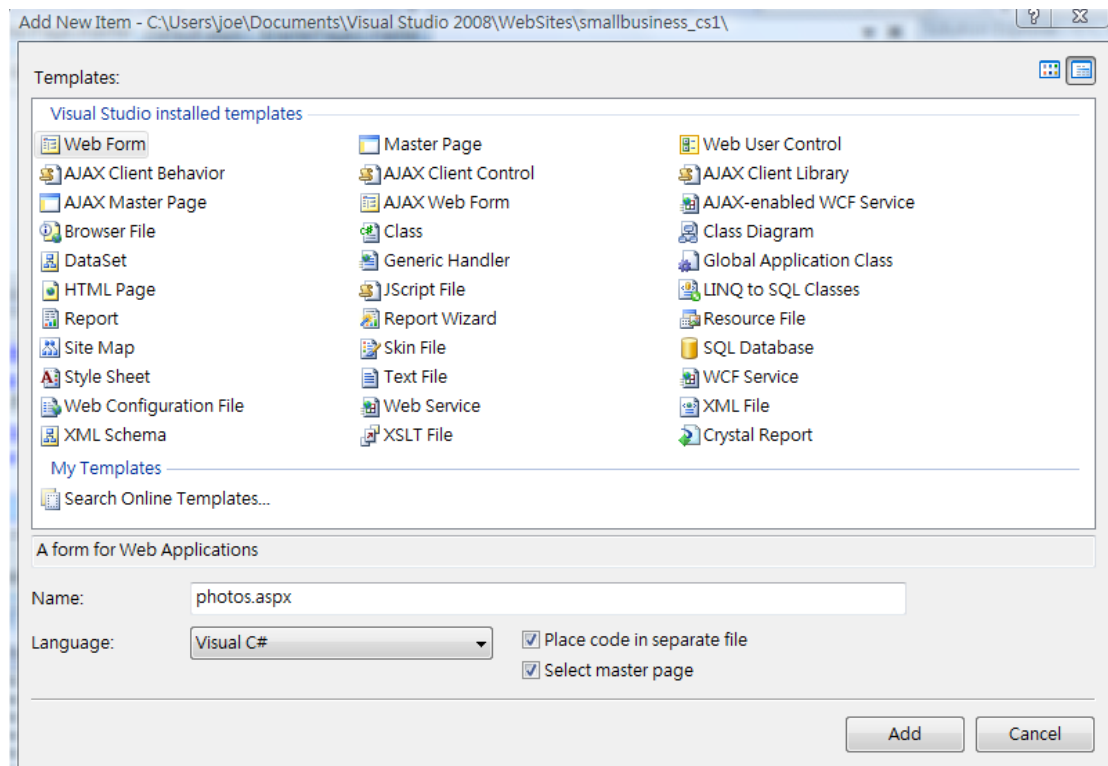 Add New Item - C:\Users\joe\Documents\Visual Studio 2008\WebSites\smallbusiness_cs1\
Templates:
Visual Studio installed templates
Web Form Master Page Web User Control
AJAX Client Behavior AJAX Client Control AJAX Client Library
AJAX Master Page AJAX Web Form AJAX-enabled WCF Service
Browser File Class Class Diagram
DataSet Generic Handler Global Application Class
HTML Page JScript File LINQ to SQL Classes
Report Report Wizard Resource File
Site Map Skin File SQL Database
Style Sheet Text File WCF Service
Web Configuration File Web Service XML File
XML Schema XSLT File Crystal Report
My Templates
Search Online Templates...
A form for Web Applications
Name: photos.aspx
Language: Visual C# Place code in separate file
Select master page
Add Cancel